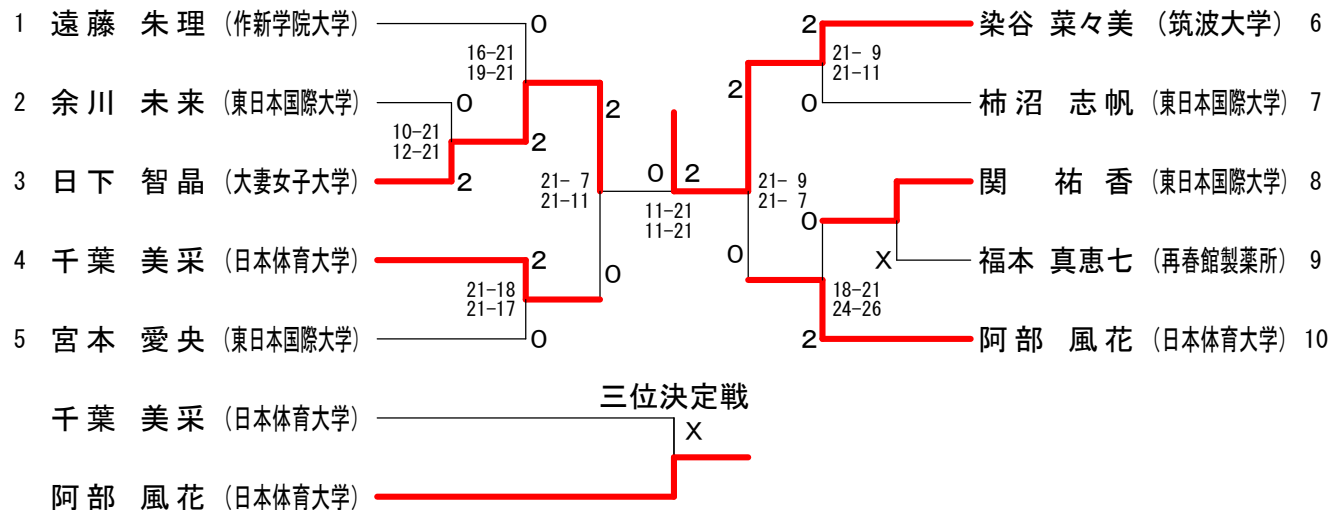 1 遠藤 朱理 (作新学院大学) 0
16-21
19-21
2 余川 未来 (東日本国際大学) 0
10-21
12-21
2
2
3 日下 智晶 (大妻女子大学) 2
21- 7
21-11
4 千葉 美采 (日本体育大学) 2
0
21-18
21-17
5 宮本 愛央 (東日本国際大学) 0
0 2
11-21
11-21
2 染谷 菜々美 (筑波大学) 6
21- 9
21-11
2
0 柿沼 志帆 (東日本国際大学) 7
21- 9
21- 7
関 祐香 (東日本国際大学) 8
0
X 福本 真恵七 (再春館製薬所) 9
0
18-21
24-26
2 阿部 風花 (日本体育大学) 10
三位決定戦
千葉 美采 (日本体育大学)
X
阿部 風花 (日本体育大学)